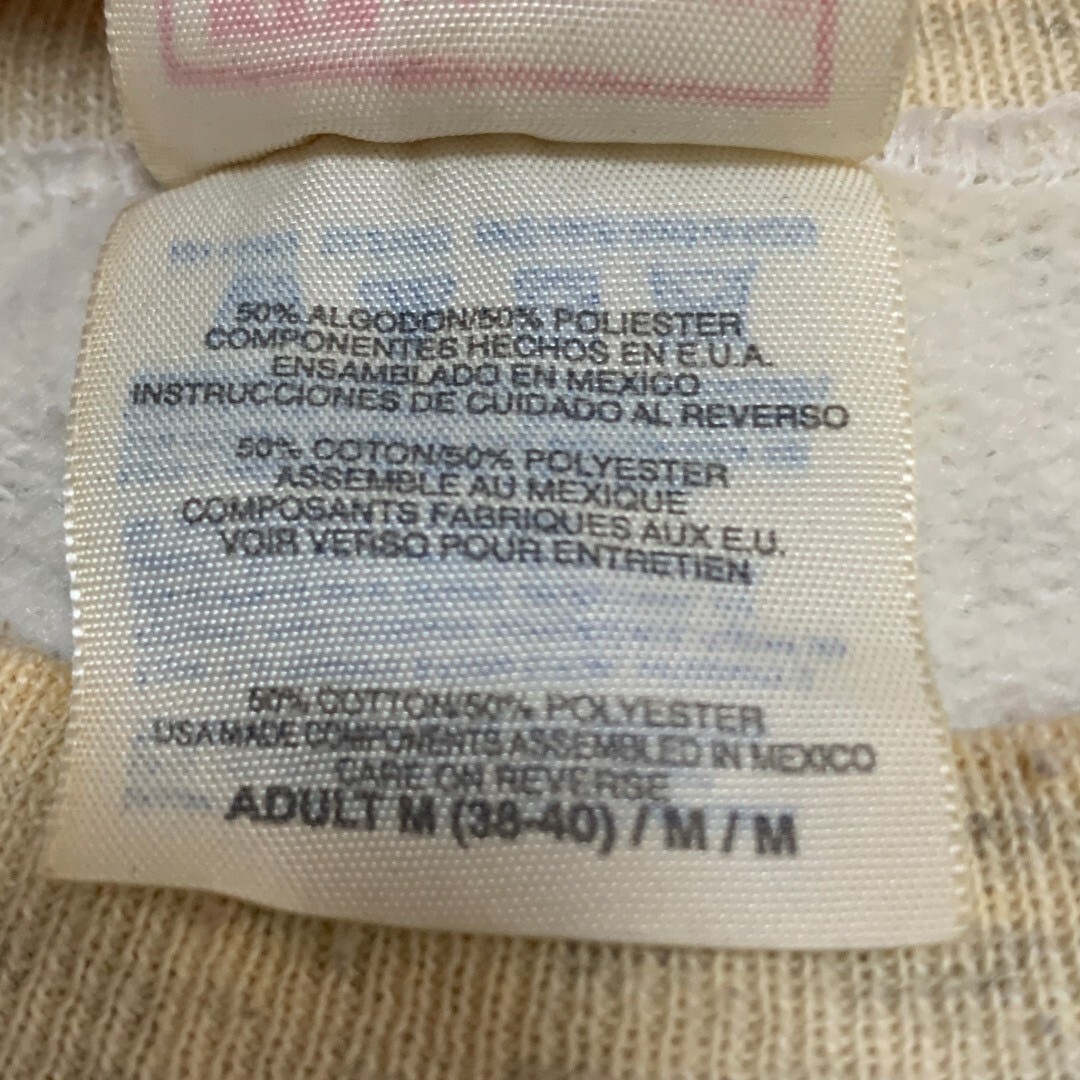 50% ALGODON/50% POLIESTER
COMPONENTES HECHOS EN E.U.A.
ENSAMBLADO EN MEXICO
INSTRUCCIONES DE CUIDADO AL REVERSO
50% COTON/50% POLYESTER
ASSEMBLE AU MEXIQUE
COMPOSANTS FABRIQUES AUX E.U.
VOIR VERSO POUR ENTRETIEN
50% COTTON/50% POLYESTER
USA MADE COMPONENTS ASSEMBLED IN MEXICO
CARE ON REVERSE
ADULT M (38-40) / M / M